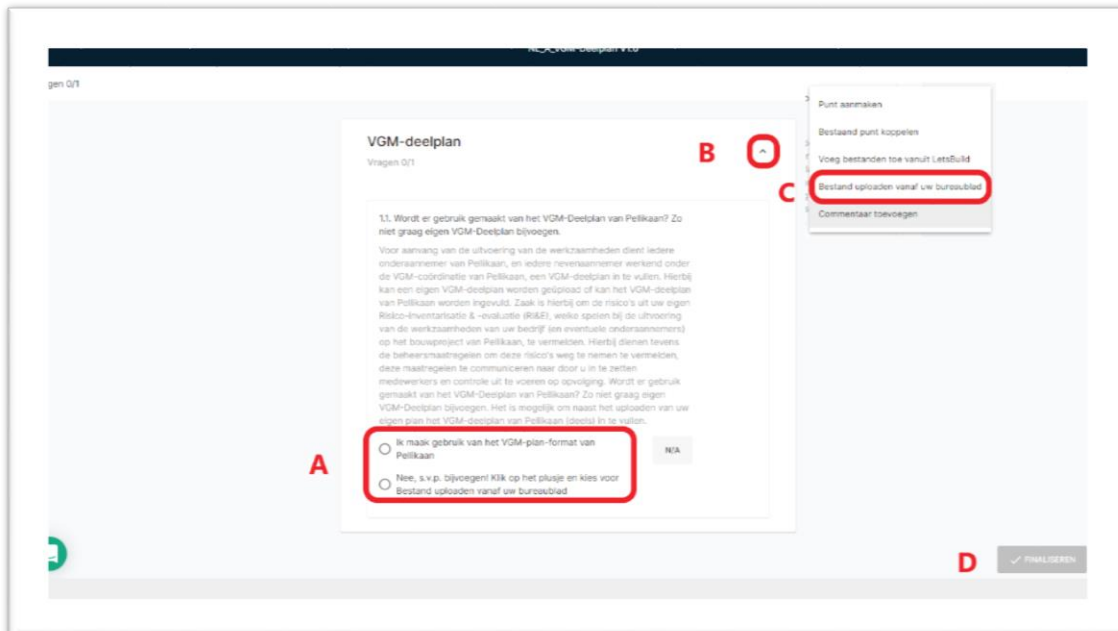 NL_A_VGM-Deelplan V1.0
gen 0/1
Punt aanmaken
Bestaand punt koppelen
Voeg bestanden toe vanuit LetsBuild
Bestand uploaden vanaf uw bureaublad
Commentaar toevoegen
VGM-deelplan
Vragen 0/1
B
C
1.1. Wordt er gebruik gemaakt van het VGM-Deelplan van Pellikaan? Zo
niet graag eigen VGM-Deelplan bijvoegen.
Voor aanvang van de uitvoering van de werkzaamheden dient iedere
onderaannemer van Pellikaan, en iedere nevenaannemer werkend onder
de VGM-coördinatie van Pellikaan, een VGM-deelplan in te vullen. Hierbij
kan een eigen VGM-deelplan worden geüpload of kan het VGM-deelplan
van Pellikaan worden ingevuld. Zaak is hierbij om de risico's uit uw eigen
Risico-Inventarisatie & -evaluatie (RI&E), welke spelen bij de uitvoering
van de werkzaamheden van uw bedrijf (en eventuele onderaannemers)
op het bouwproject van Pellikaan, te vermelden. Hierbij dienen tevens
de beheersmaatregelen om deze risico's weg te nemen te vermelden,
deze maatregelen te communiceren naar door u in te zetten
medewerkers en controle uit te voeren op opvolging. Wordt er gebruik
gemaakt van het VGM-Deelplan van Pellikaan? Zo niet graag eigen
VGM-Deelplan bijvoegen. Het is mogelijk om naast het uploaden van uw
eigen plan het VGM-deelplan van Pellikaan (deels) in te vullen.
A
Ik maak gebruik van het VGM-plan-format van
Pellikaan
N/A
Nee, s.v.p. bijvoegen! Klik op het plusje en kies voor
Bestand uploaden vanaf uw bureaublad
D
FINALISEREN